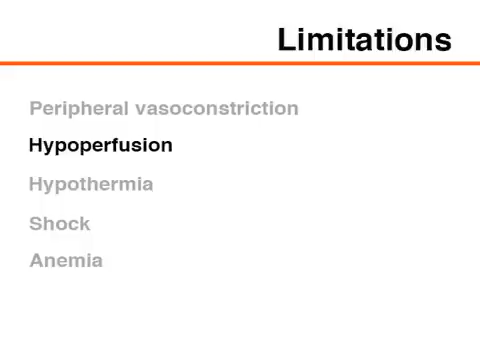 Limitations
Peripheral vasoconstriction
Hypoperfusion
Hypothermia
Shock
Anemia